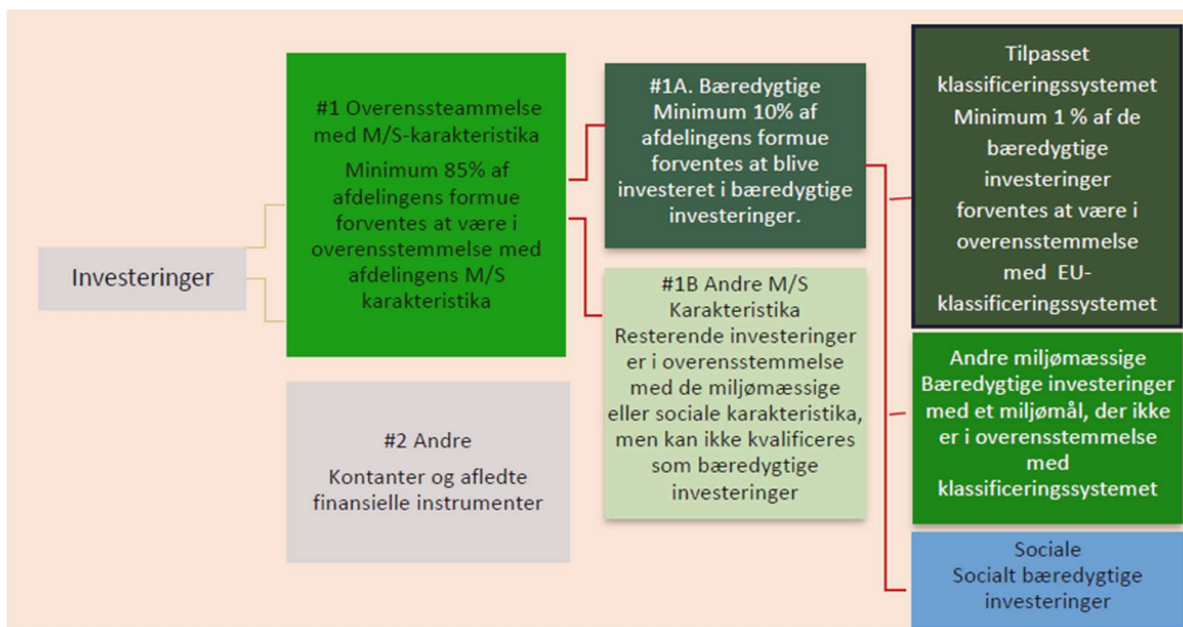 Investeringer
#1 Overenssteammelse
med M/S-karakteristika
Minimum 85% af
afdelingens formue
forventes at være i
overensstemmelse med
afdelingens M/S
karakteristika
#2 Andre
Kontanter og afledte
finansielle instrumenter
#1A. Bæredygtige
Minimum 10% af
afdelingens formue
forventes at blive
investeret i bæredygtige
investeringer.
#1B Andre M/S
Karakteristika
Resterende investeringer
er i overensstemmelse
med de miljømæssige
eller sociale karakteristika,
men kan ikke kvalificeres
som bæredygtige
investeringer
Tilpasset
klassificeringssystemet
Minimum 1 % af de
bæredygtige
investeringer
forventes at være i
overensstemmelse
med EU-
klassificeringssystemet
Andre miljømæssige
Bæredygtige investeringer
med et miljømål, der ikke
er i overensstemmelse
med
klassificeringssystemet
Sociale
Socialt bæredygtige
investeringer